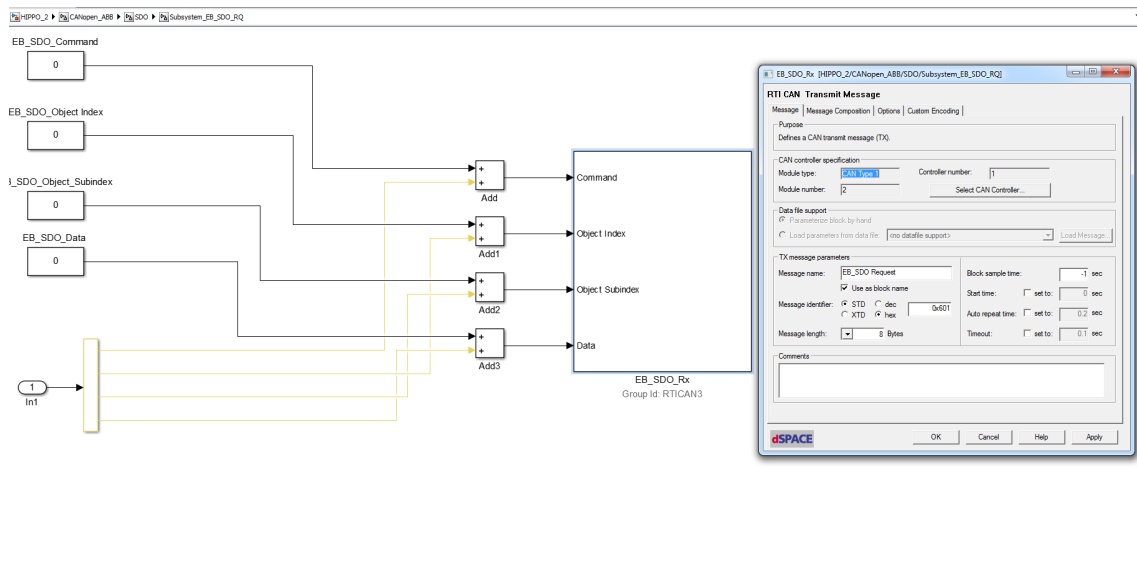 HIPPO_2 CANopen_ABB SDO Subsystem_EB_SDO_RQ
EB_SDO_Command
0
EB_SDO_Object Index
0
_SDO_Object_Subindex
0
EB_SDO_Data
0
1
In1
+
+
Add
+
+
Add1
+
+
Add2
+
+
Add3
Command
Object Index
Object Subindex
Data
EB_SDO_Rx
Group Id: RTICAN3
EB_SDO_Rx [HIPPO_2/CANopen_ABB/SDO/Subsystem_EB_SDO_RQ]
RTI CAN Transmit Message
Message Message Composition Options Custom Encoding
Purpose
Defines a CAN transmit message (TX).
CAN controller specification
Module type: CAN Type 1 Controller number: 1
Module number: 2 Select CAN Controller...
Data file support
Parameterize block by hand
Load parameters from data file: <no datafile support> Load Message...
TX message parameters
Message name: EB_SDO Request Block sample time: -1 sec
Use as block name Start time: set to: 0 sec
Message identifier: STD dec 0x601
XTD hex Auto repeat time: set to: 0.2 sec
Message length: 8 Bytes Timeout: set to: 0.1 sec
Comments
dSPACE OK Cancel Help Apply